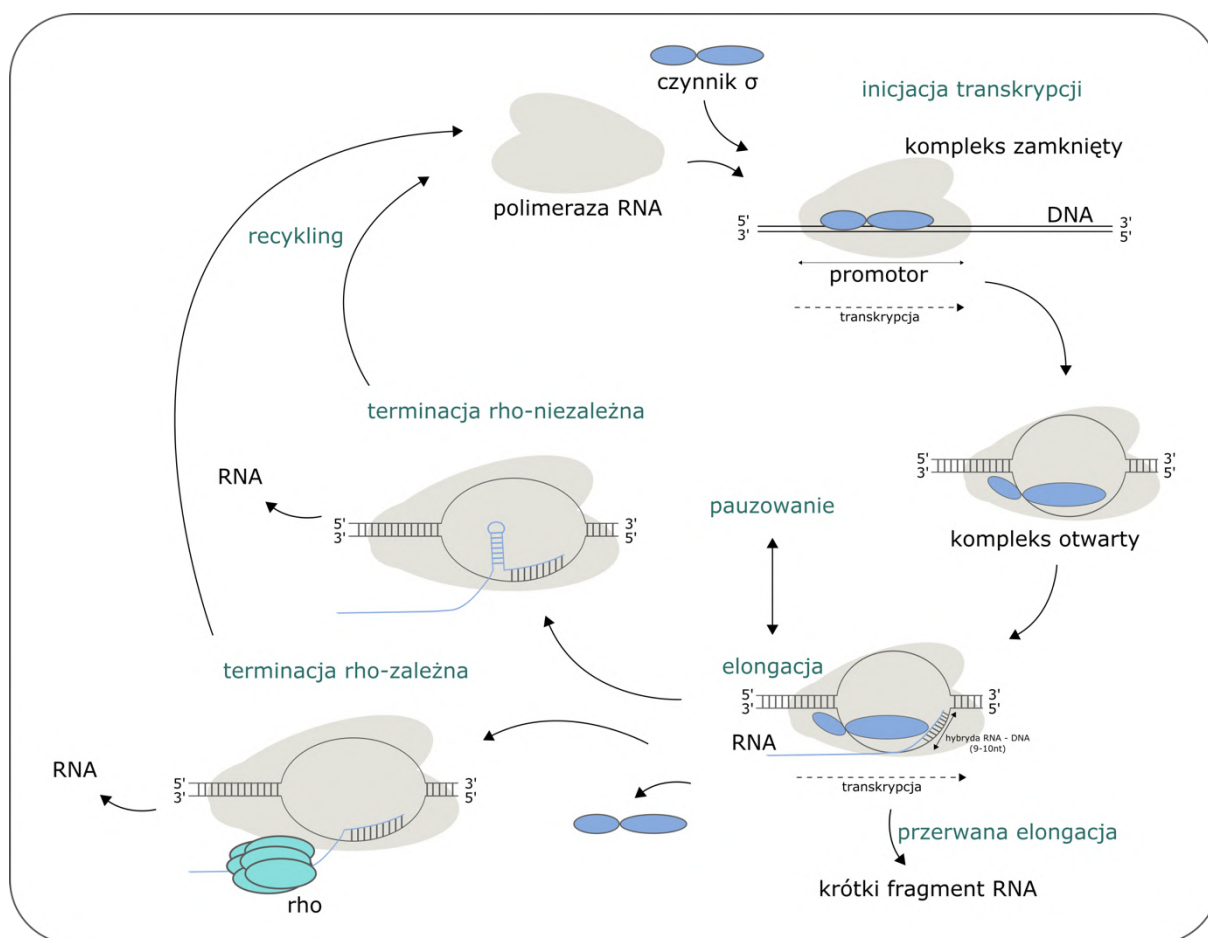 czynnik σ
inicjacja transkrypcji
polimeraza RNA
kompleks zamknięty
DNA
5' 3'
3' 5'
promotor
transkrypcja
recykling
kompleks otwarty
5' 3'
3' 5'
terminacja rho-niezależna
RNA
5' 3'
3' 5'
pauzowanie
elongacja
5' 3'
3' 5'
RNA
hybryda RNA - DNA
(9-10nt)
transkrypcja
przerwana elongacja
krótki fragment RNA
terminacja rho-zależna
RNA
5' 3'
3' 5'
rho